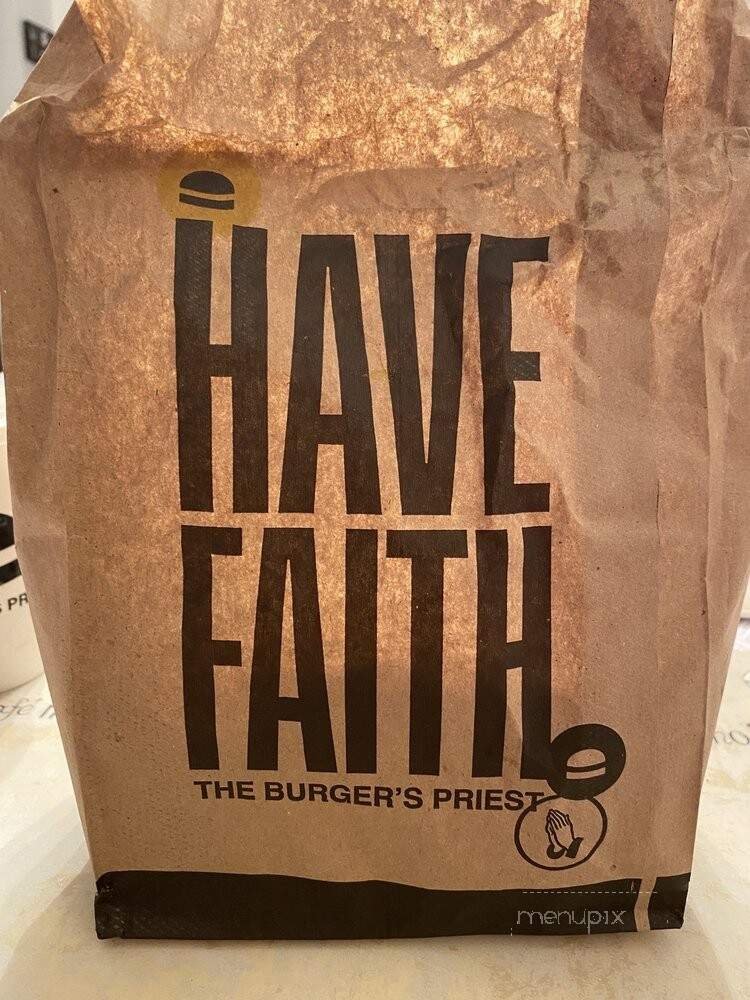 HAVE
FAITH
THE BURGER'S PRIEST
menupix